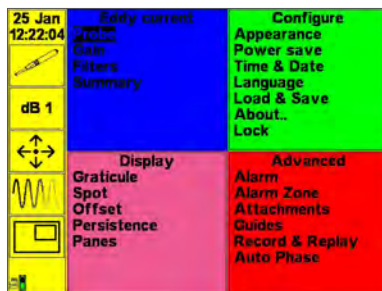 25 Jan
12:22:04
dB 1
Eddy current
Probe
Gain
Filters
Summary
Configure
Appearance
Power save
Time & Date
Language
Load & Save
About..
Lock
Display
Graticule
Spot
Offset
Persistence
Panes
Advanced
Alarm
Alarm Zone
Attachments
Guides
Record & Replay
Auto Phase